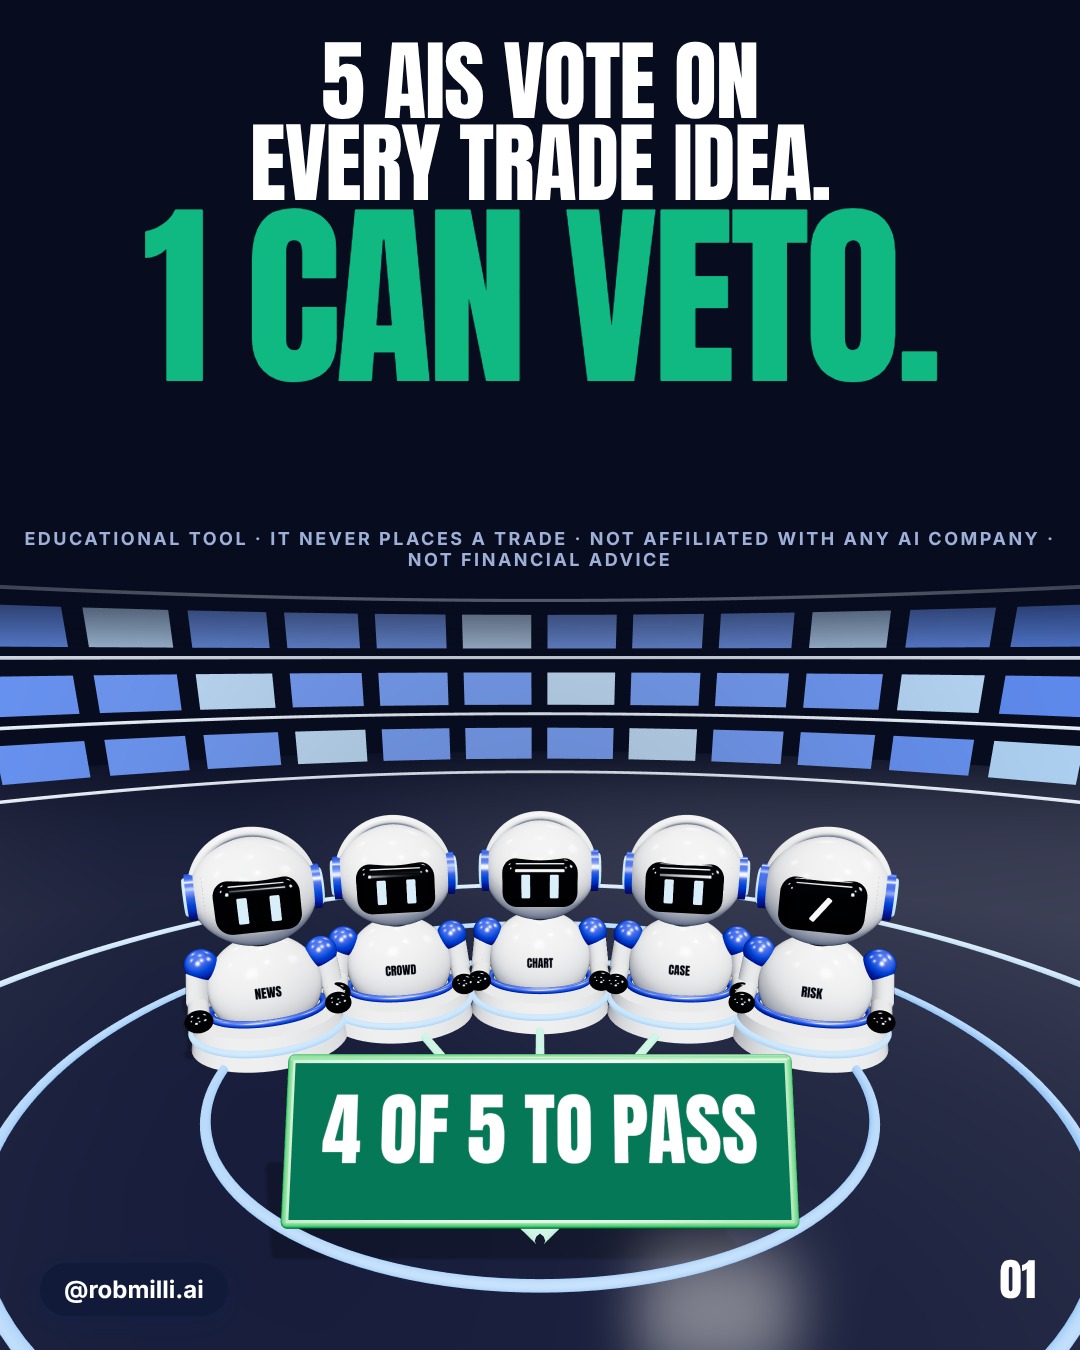 5 AIS VOTE ON
EVERY TRADE IDEA.
1 CAN VETO.
EDUCATIONAL TOOL · IT NEVER PLACES A TRADE · NOT AFFILIATED WITH ANY AI COMPANY ·
NOT FINANCIAL ADVICE
NEWS
CROWD
CHART
CASE
RISK
4 OF 5 TO PASS
@robmilli.ai
01